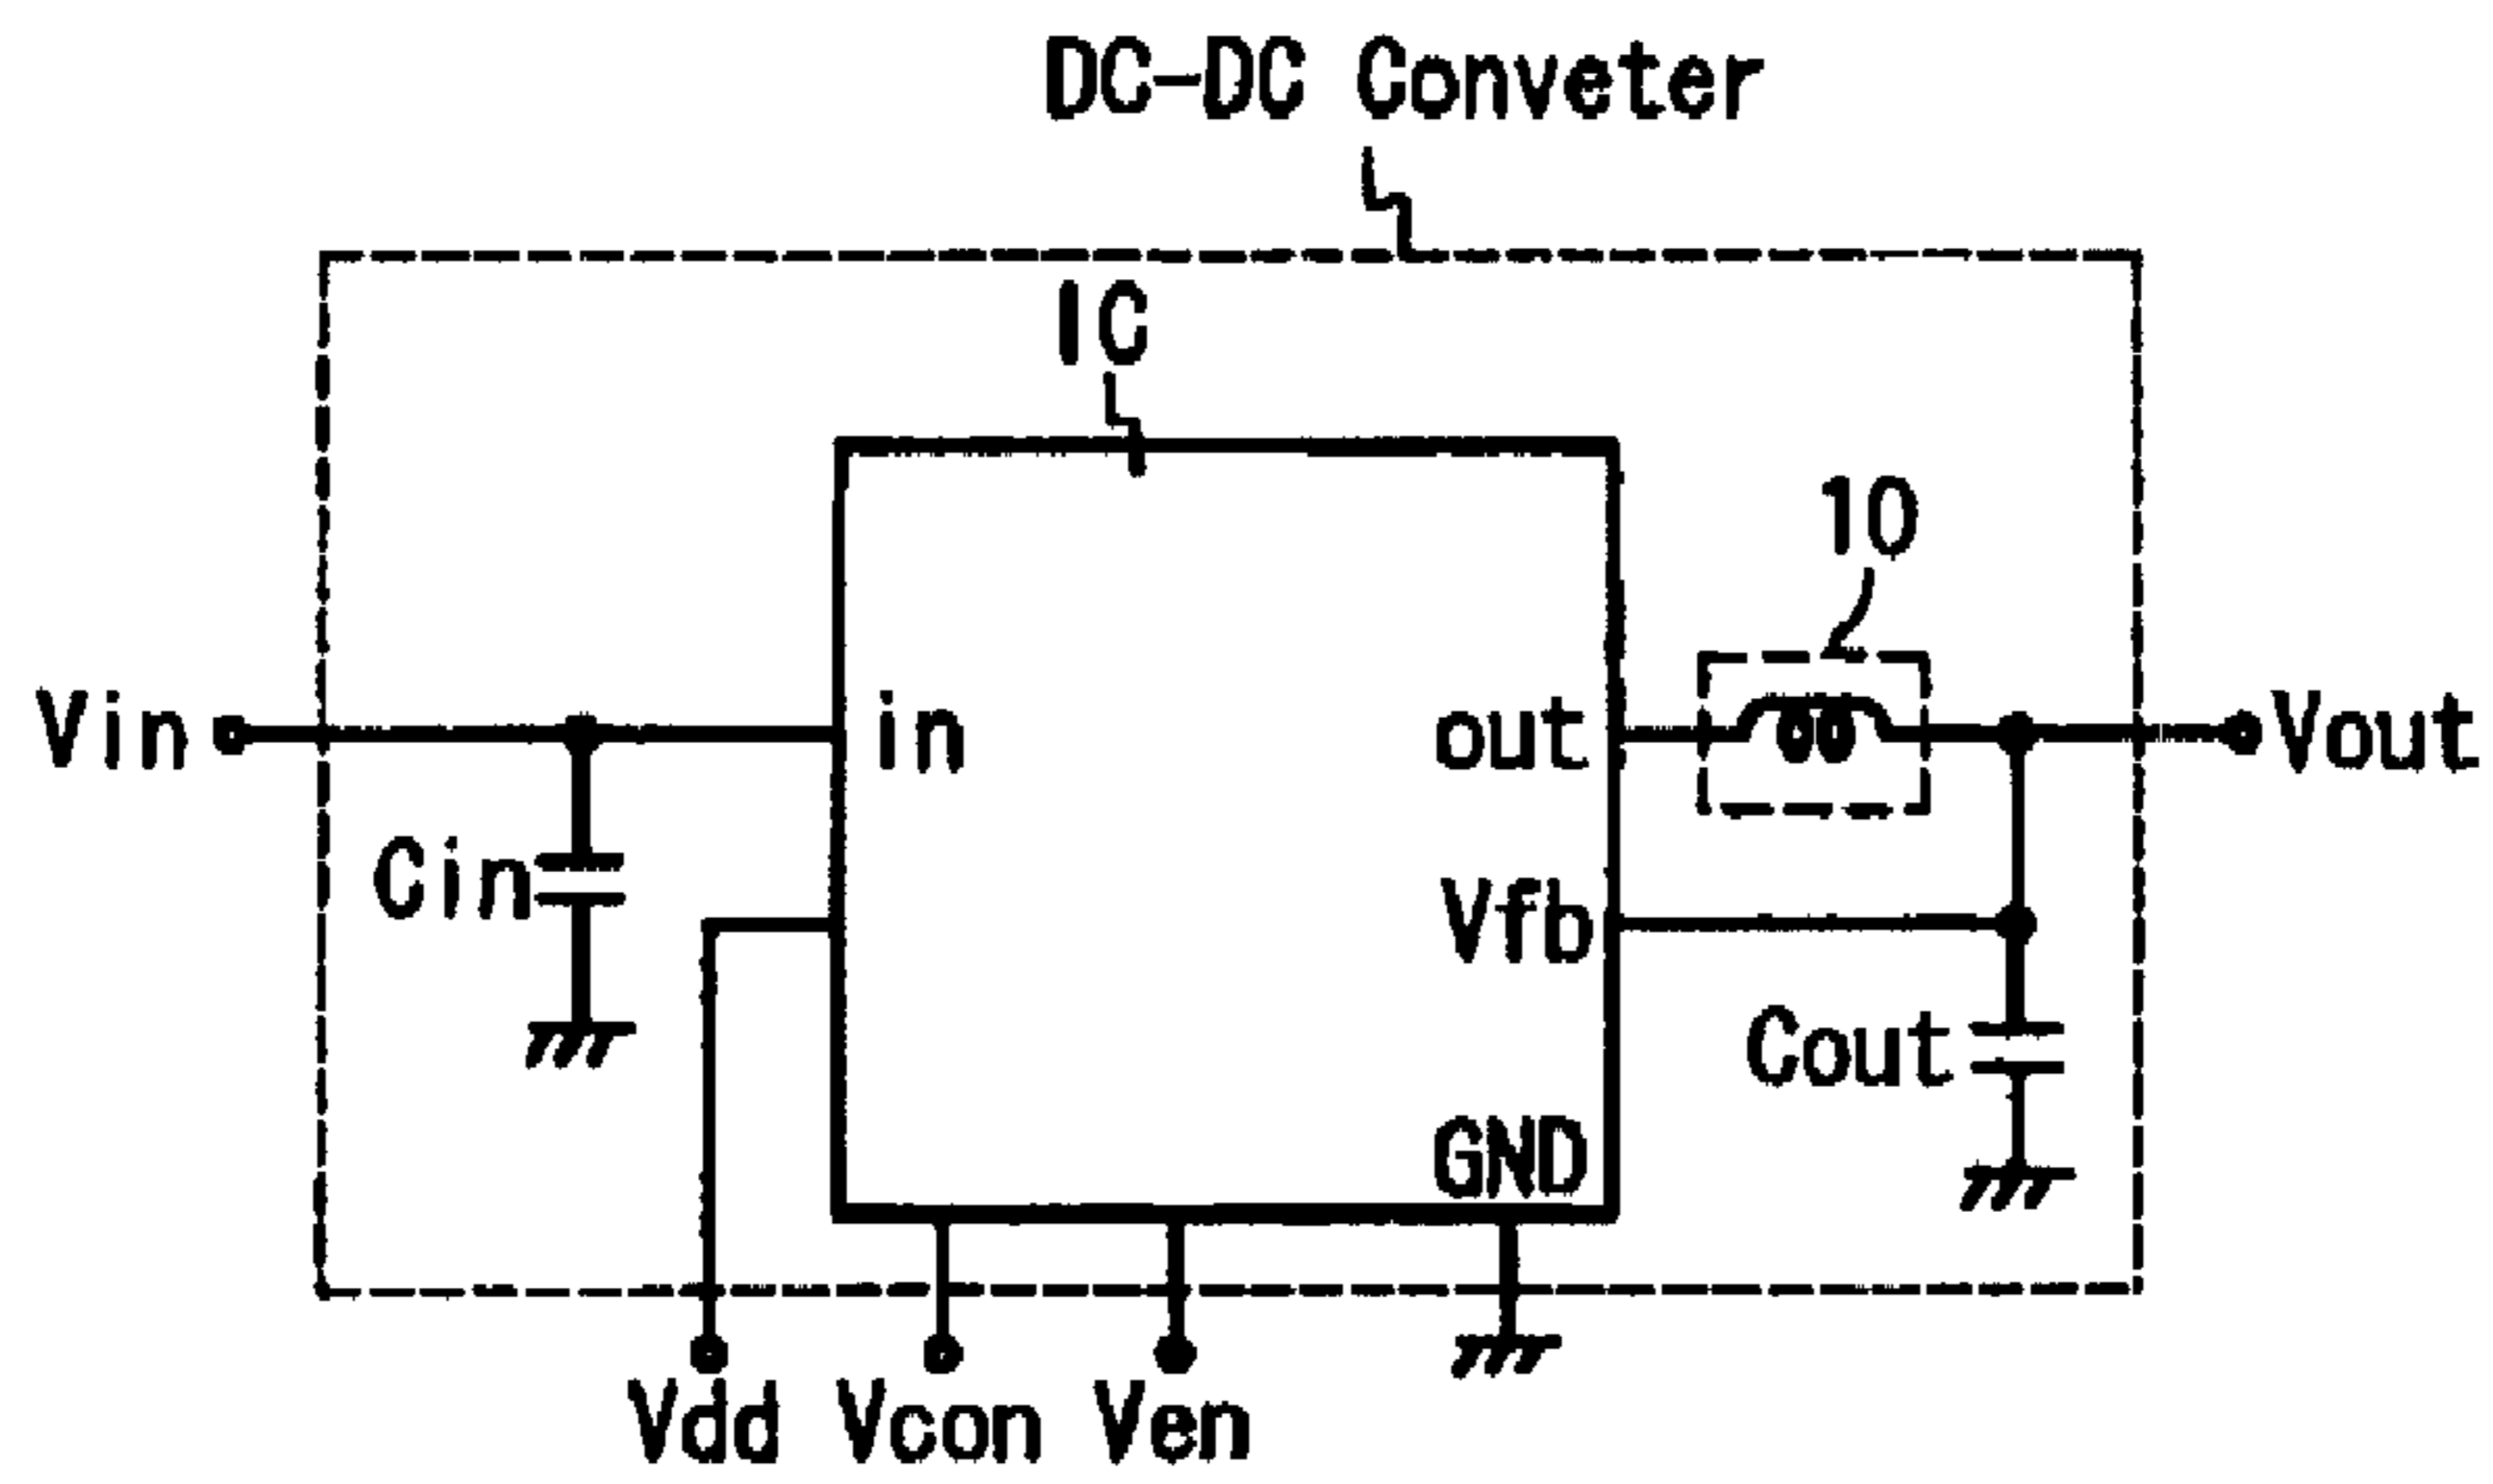 DC-DC Conveter
IC
10
Vin
in
out
Vout
Cin
Vfb
Cout
GND
Vdd Vcon Ven